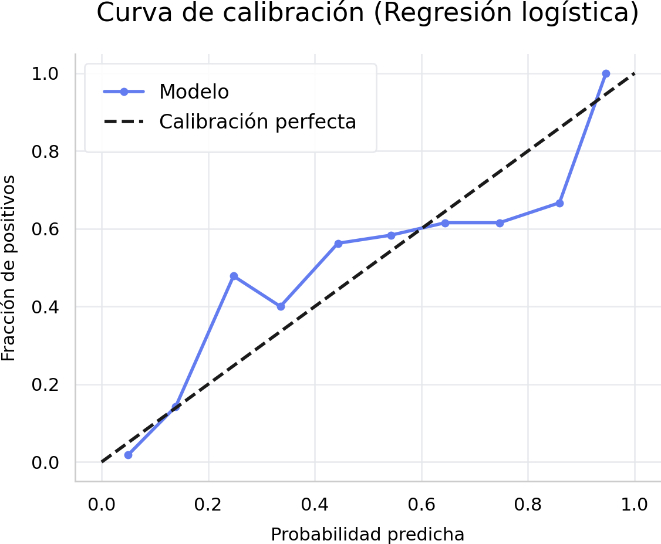 Curva de calibración (Regresión logística)
Modelo
Calibración perfecta
Fracción de positivos
1.0
0.8
0.6
0.4
0.2
0.0
0.0 0.2 0.4 0.6 0.8 1.0
Probabilidad predicha